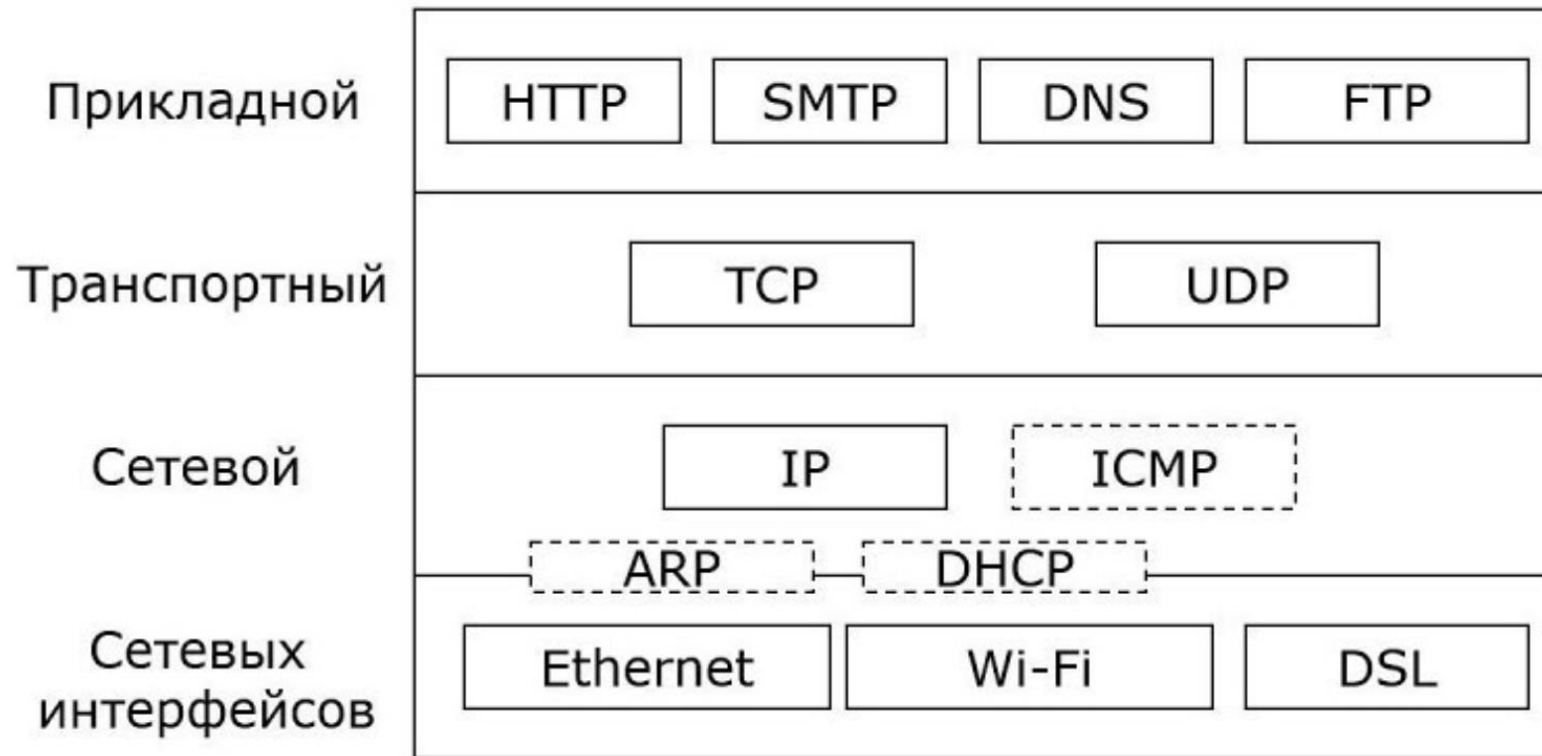 Прикладной
HTTP SMTP DNS FTP
Транспортный
TCP UDP
Сетевой
IP ICMP
ARP DHCP
Сетевых
интерфейсов
Ethernet Wi-Fi DSL